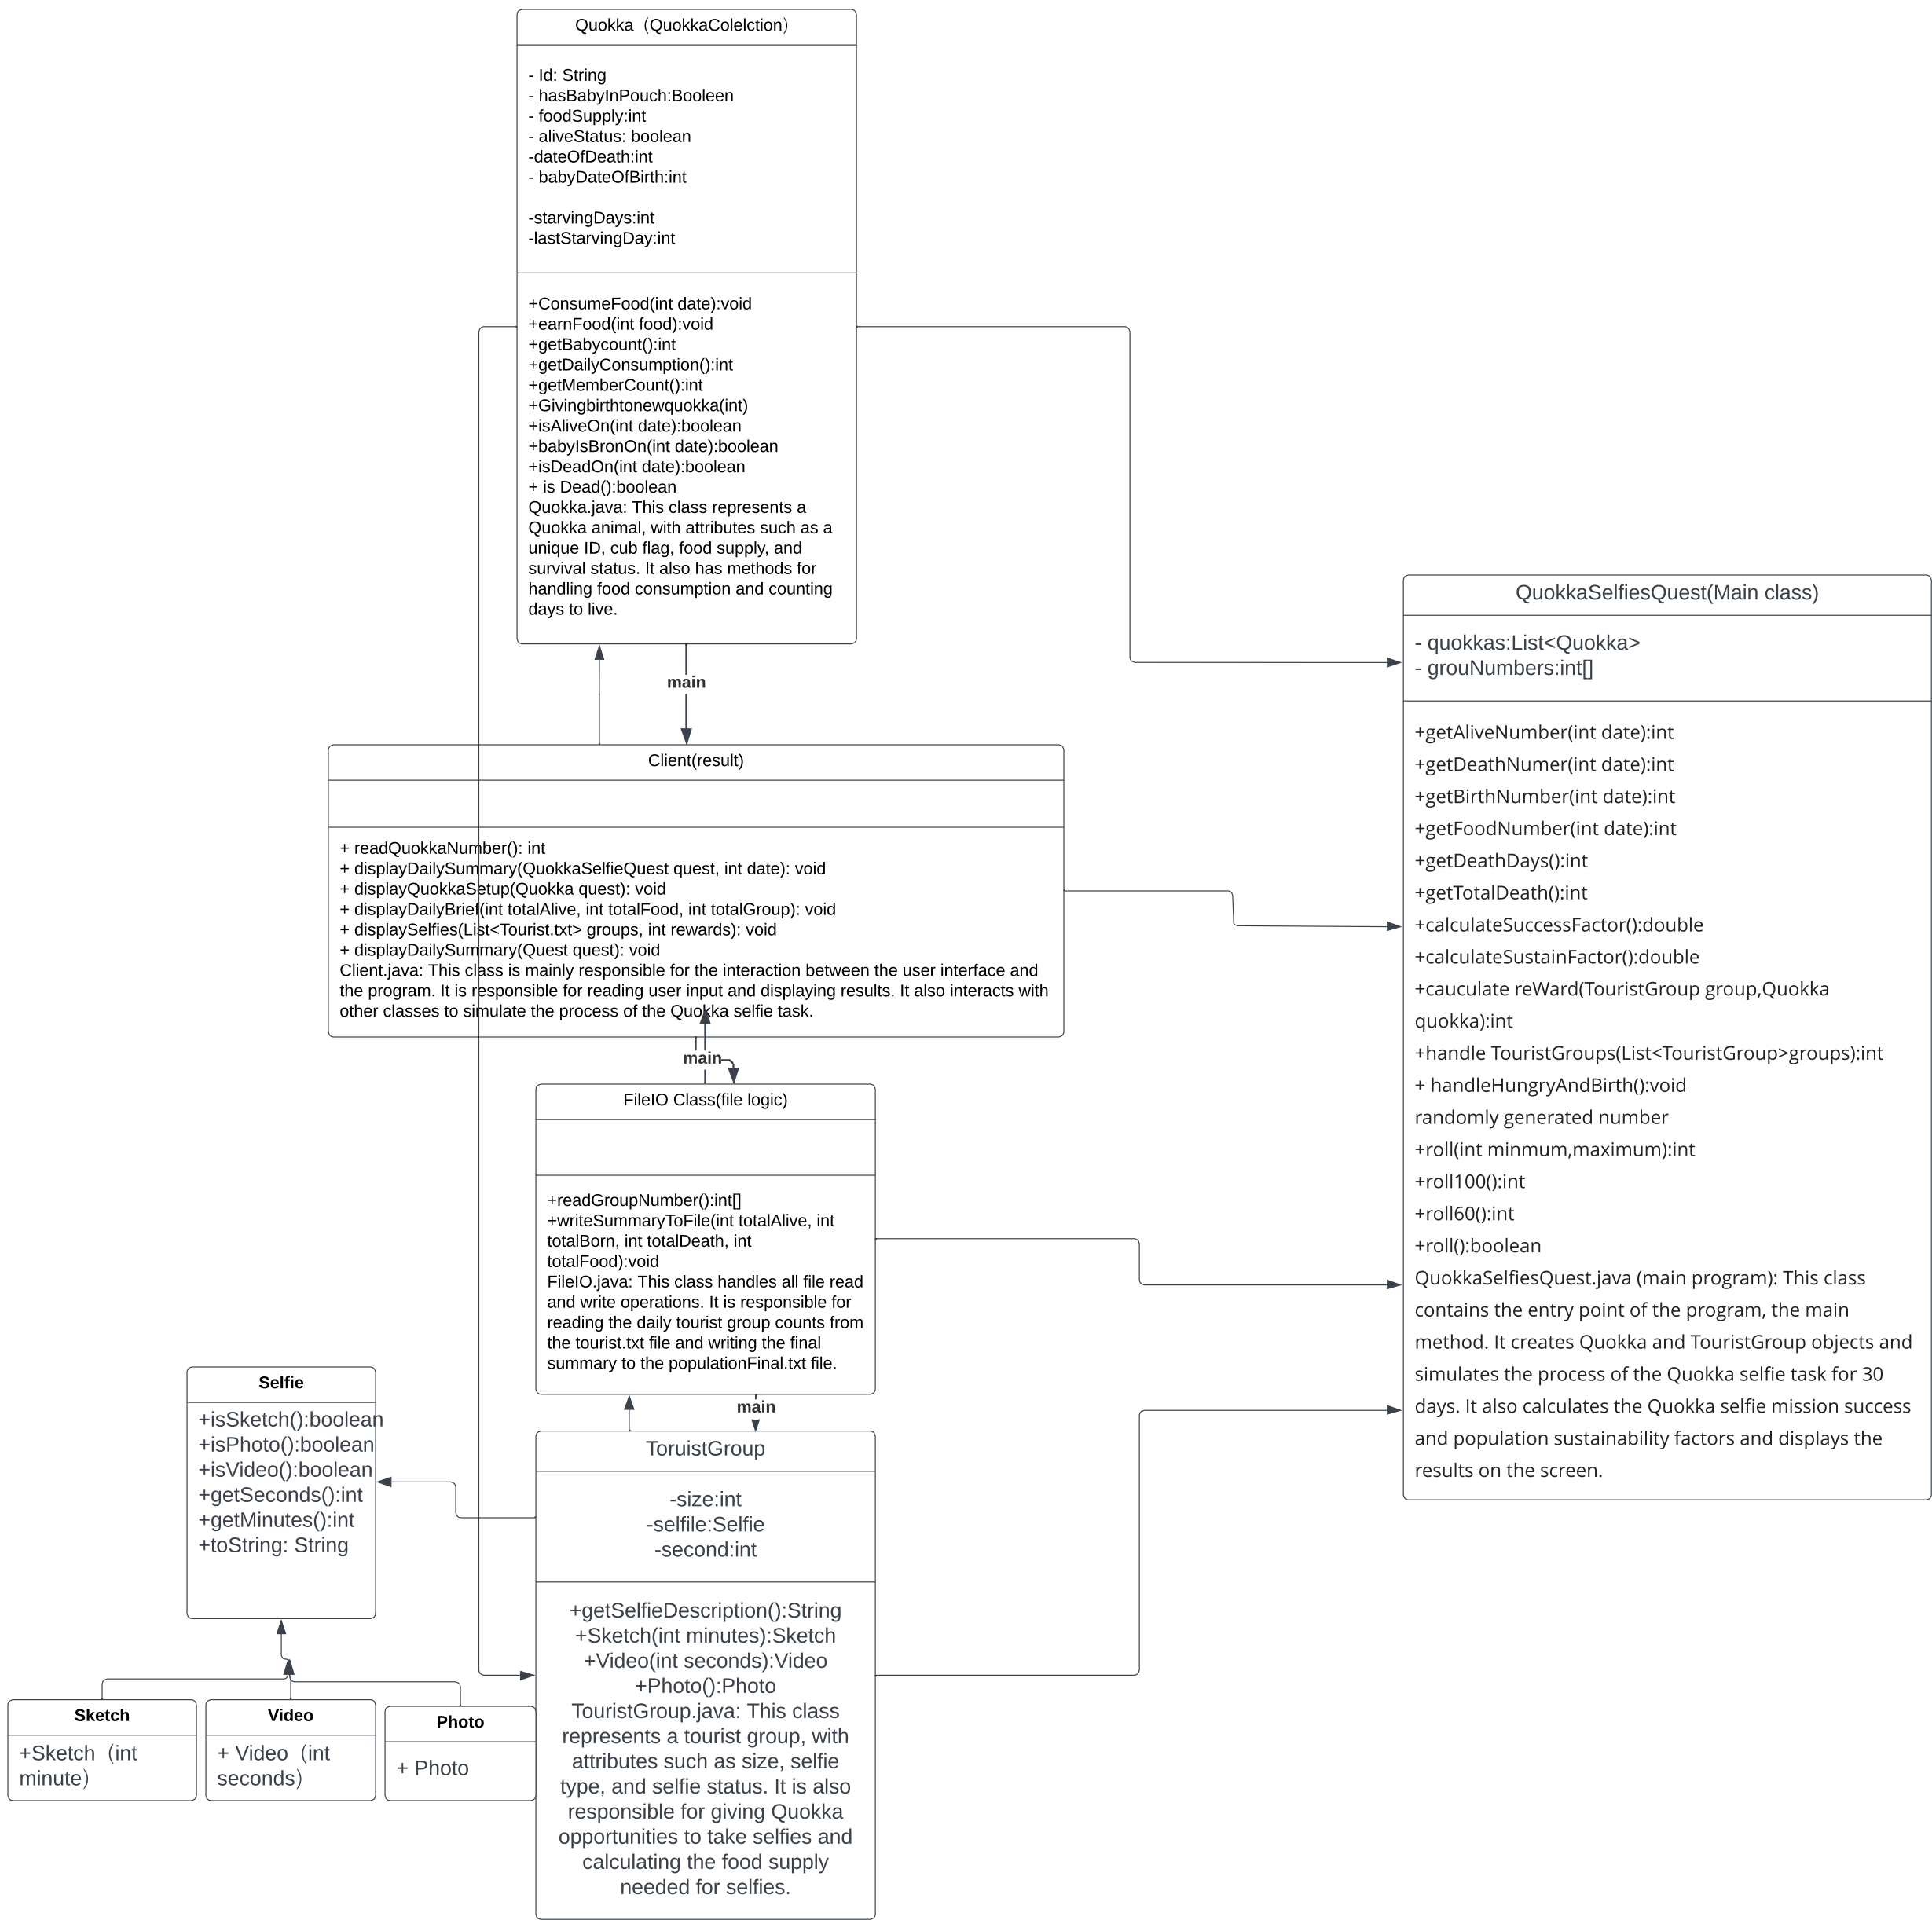 Quokka（QuokkaColelction）
- Id: String
- hasBabyInPouch:Booleen
- foodSupply:int
- aliveStatus: boolean
-dateOfDeath:int
- babyDateOfBirth:int
-starvingDays:int
-lastStarvingDay:int
+ConsumeFood(int date):void
+earnFood(int food):void
+getBabycount():int
+getDailyConsumption():int
+getMemberCount():int
+Givingbirthtonewquokka(int)
+isAliveOn(int date):boolean
+babyIsBronOn(int date):boolean
+isDeadOn(int date):boolean
+ is Dead():boolean
Quokka.java: This class represents a
Quokka animal, with attributes such as a
unique ID, cub flag, food supply, and
survival status. It also has methods for
handling food consumption and counting
days to live.
main
Client(result)
+ readQuokkaNumber(): int
+ displayDailySummary(QuokkaSelfieQuest quest, int date): void
+ displayQuokkaSetup(Quokka quest): void
+ displayDailyBrief(int totalAlive, int totalFood, int totalGroup): void
+ displaySelfies(List<Tourist.txt> groups, int rewards): void
+ displayDailySummary(Quest quest): void
Client.java: This class is mainly responsible for the interaction between the user interface and
the program. It is responsible for reading user input and displaying results. It also interacts with
other classes to simulate the process of the Quokka selfie task.
main
FileIO Class(file logic)
+readGroupNumber():int[]
+writeSummaryToFile(int totalAlive, int
totalBorn, int totalDeath, int
totalFood):void
FileIO.java: This class handles all file read
and write operations. It is responsible for
reading the daily tourist group counts from
the tourist.txt file and writing the final
summary to the populationFinal.txt file.
main
ToruistGroup
-size:int
-selfile:Selfie
-second:int
+getSelfieDescription():String
+Sketch(int minutes):Sketch
+Video(int seconds):Video
+Photo():Photo
TouristGroup.java: This class
represents a tourist group, with
attributes such as size, selfie
type, and selfie status. It is also
responsible for giving Quokka
opportunities to take selfies and
calculating the food supply
needed for selfies.
Selfie
+isSketch():boolean
+isPhoto():boolean
+isVideo():boolean
+getSeconds():int
+getMinutes():int
+toString: String
Sketch
+Sketch（int
minute）
Video
+ Video（int
seconds）
Photo
+ Photo
QuokkaSelfiesQuest(Main class)
- quokkas:List<Quokka>
- grouNumbers:int[]
+getAliveNumber(int date):int
+getDeathNumer(int date):int
+getBirthNumber(int date):int
+getFoodNumber(int date):int
+getDeathDays():int
+getTotalDeath():int
+calculateSuccessFactor():double
+calculateSustainFactor():double
+cauculate reWard(TouristGroup group,Quokka
quokka):int
+handle TouristGroups(List<TouristGroup>groups):int
+ handleHungryAndBirth():void
randomly generated number
+roll(int minmum,maximum):int
+roll100():int
+roll60():int
+roll():boolean
QuokkaSelfiesQuest.java (main program): This class
contains the entry point of the program, the main
method. It creates Quokka and TouristGroup objects and
simulates the process of the Quokka selfie task for 30
days. It also calculates the Quokka selfie mission success
and population sustainability factors and displays the
results on the screen.